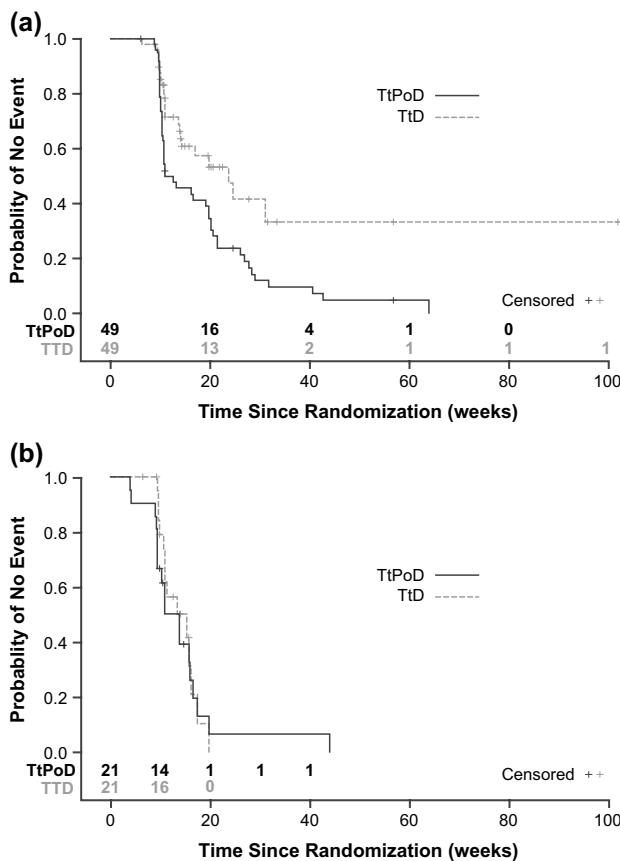 (a)
1.0
0.8
0.6
0.4
0.2
0.0
Probablity of No Event
TtPoD
TtD
Censored ++
TtPoD 49 16 4 1 0
TTD 49 13 2 1 1 1
0 20 40 60 80 100
Time Since Randomization (weeks)
(b)
1.0
0.8
0.6
0.4
0.2
0.0
Probablity of No Event
TtPoD
TtD
TtPoD 21 14 1 1 1
TTD 21 16 0
Censored ++
0 20 40 60 80 100
Time Since Randomization (weeks)